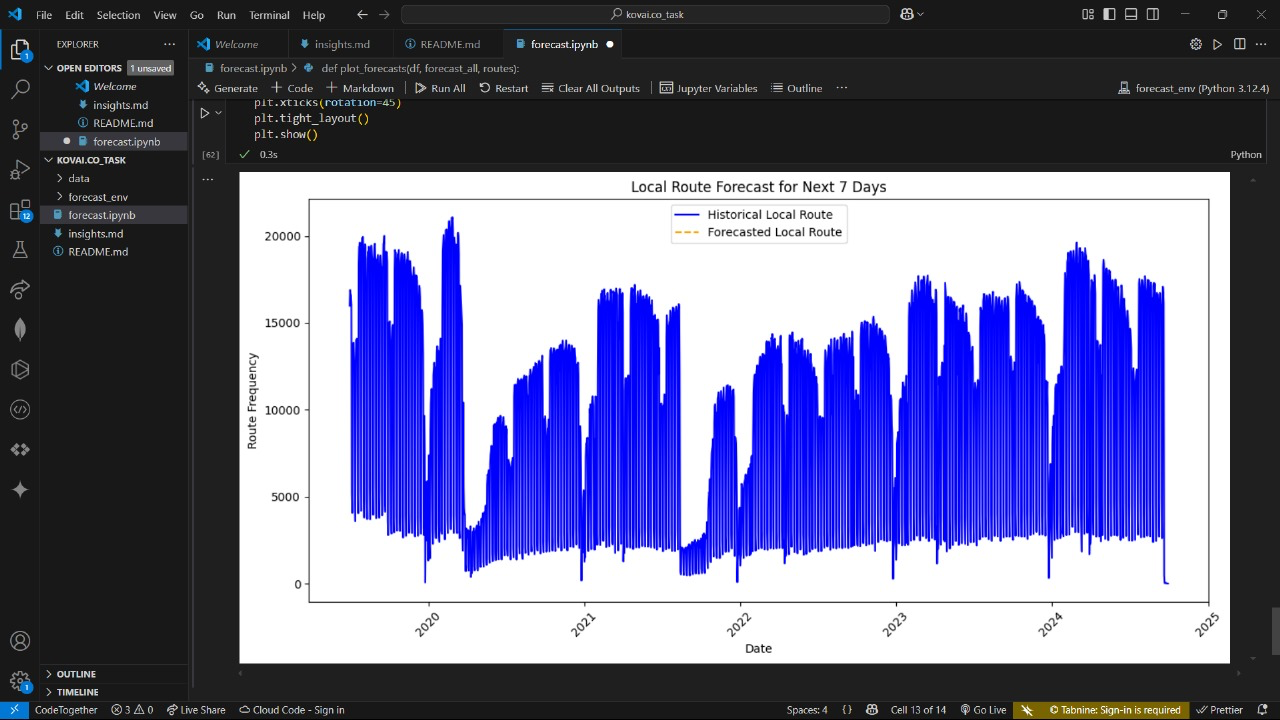 File Edit Selection View Go Run Terminal Help
kovai.co_task
EXPLORER
Welcome
insights.md
README.md
forecast.ipynb
OPEN EDITORS
1 unsaved
Welcome
insights.md
README.md
forecast.ipynb
KOVAI.CO_TASK
data
forecast_env
forecast.ipynb
insights.md
README.md
OUTLINE
TIMELINE
forecast.ipynb > def plot_forecasts(df, forecast_all, routes):
Generate + Code + Markdown Run All Restart Clear All Outputs Jupyter Variables Outline ...
forecast_env (Python 3.12.4)
plt.xticks(rotation=45)
plt.tight_layout()
plt.show()
[62]
0.3s
Python
Local Route Forecast for Next 7 Days
Historical Local Route
Forecasted Local Route
Route Frequency
20000
15000
10000
5000
0
2020
2021
2022
2023
2024
2025
Date
1
12
1
CodeTogether 3 0 Live Share Cloud Code - Sign in
Spaces: 4 {} Cell 13 of 14 Go Live Tabnine: Sign-in is required Prettier